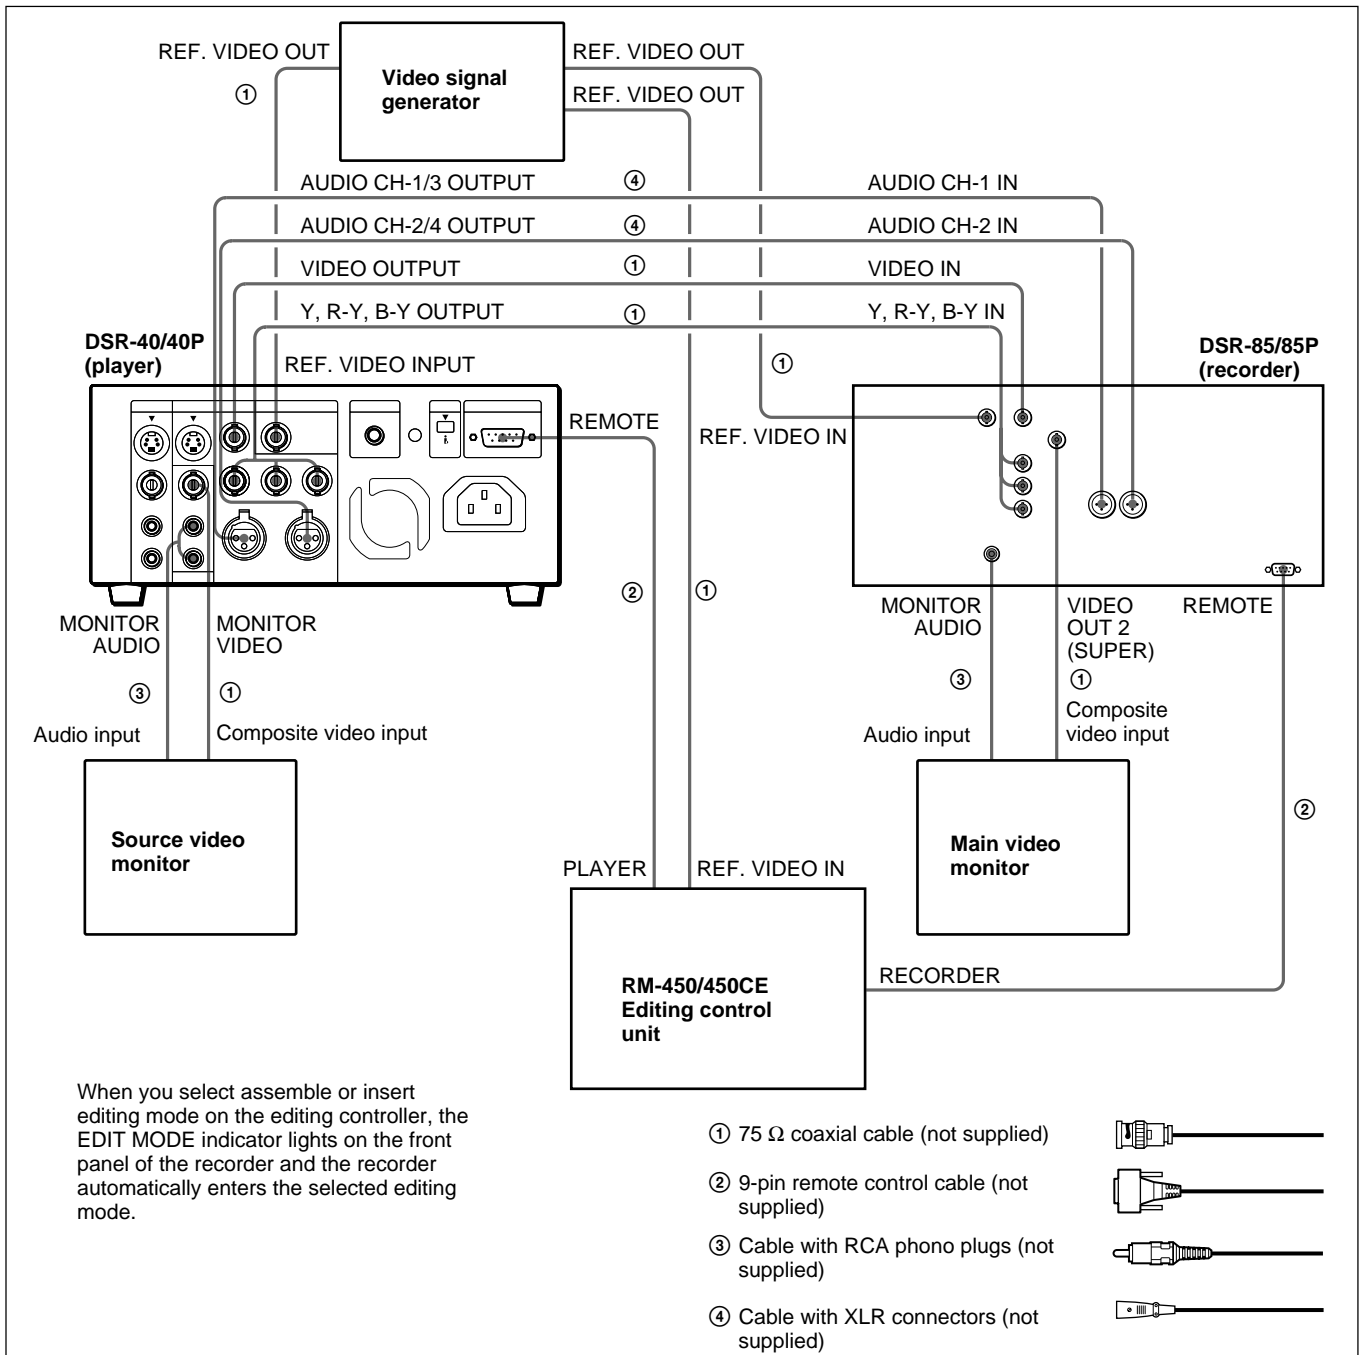 REF. VIDEO OUT
①
Video signal
generator
REF. VIDEO OUT
REF. VIDEO OUT
AUDIO CH-1/3 OUTPUT ④ AUDIO CH-1 IN
AUDIO CH-2/4 OUTPUT ④ AUDIO CH-2 IN
VIDEO OUTPUT ① VIDEO IN
Y, R-Y, B-Y OUTPUT ① Y, R-Y, B-Y IN
DSR-40/40P
(player)
REF. VIDEO INPUT
①
DSR-85/85P
(recorder)
REMOTE
REF. VIDEO IN
②
①
MONITOR
AUDIO
MONITOR
VIDEO
③
①
Audio input
Composite video input
MONITOR
AUDIO
VIDEO
OUT 2
(SUPER)
REMOTE
③
①
Audio input
Composite
video input
②
Source video
monitor
Main video
monitor
PLAYER
REF. VIDEO IN
RM-450/450CE
Editing control
unit
RECORDER
When you select assemble or insert
editing mode on the editing controller, the
EDIT MODE indicator lights on the front
panel of the recorder and the recorder
automatically enters the selected editing
mode.
① 75 Ω coaxial cable (not supplied)
② 9-pin remote control cable (not
supplied)
③ Cable with RCA phono plugs (not
supplied)
④ Cable with XLR connectors (not
supplied)